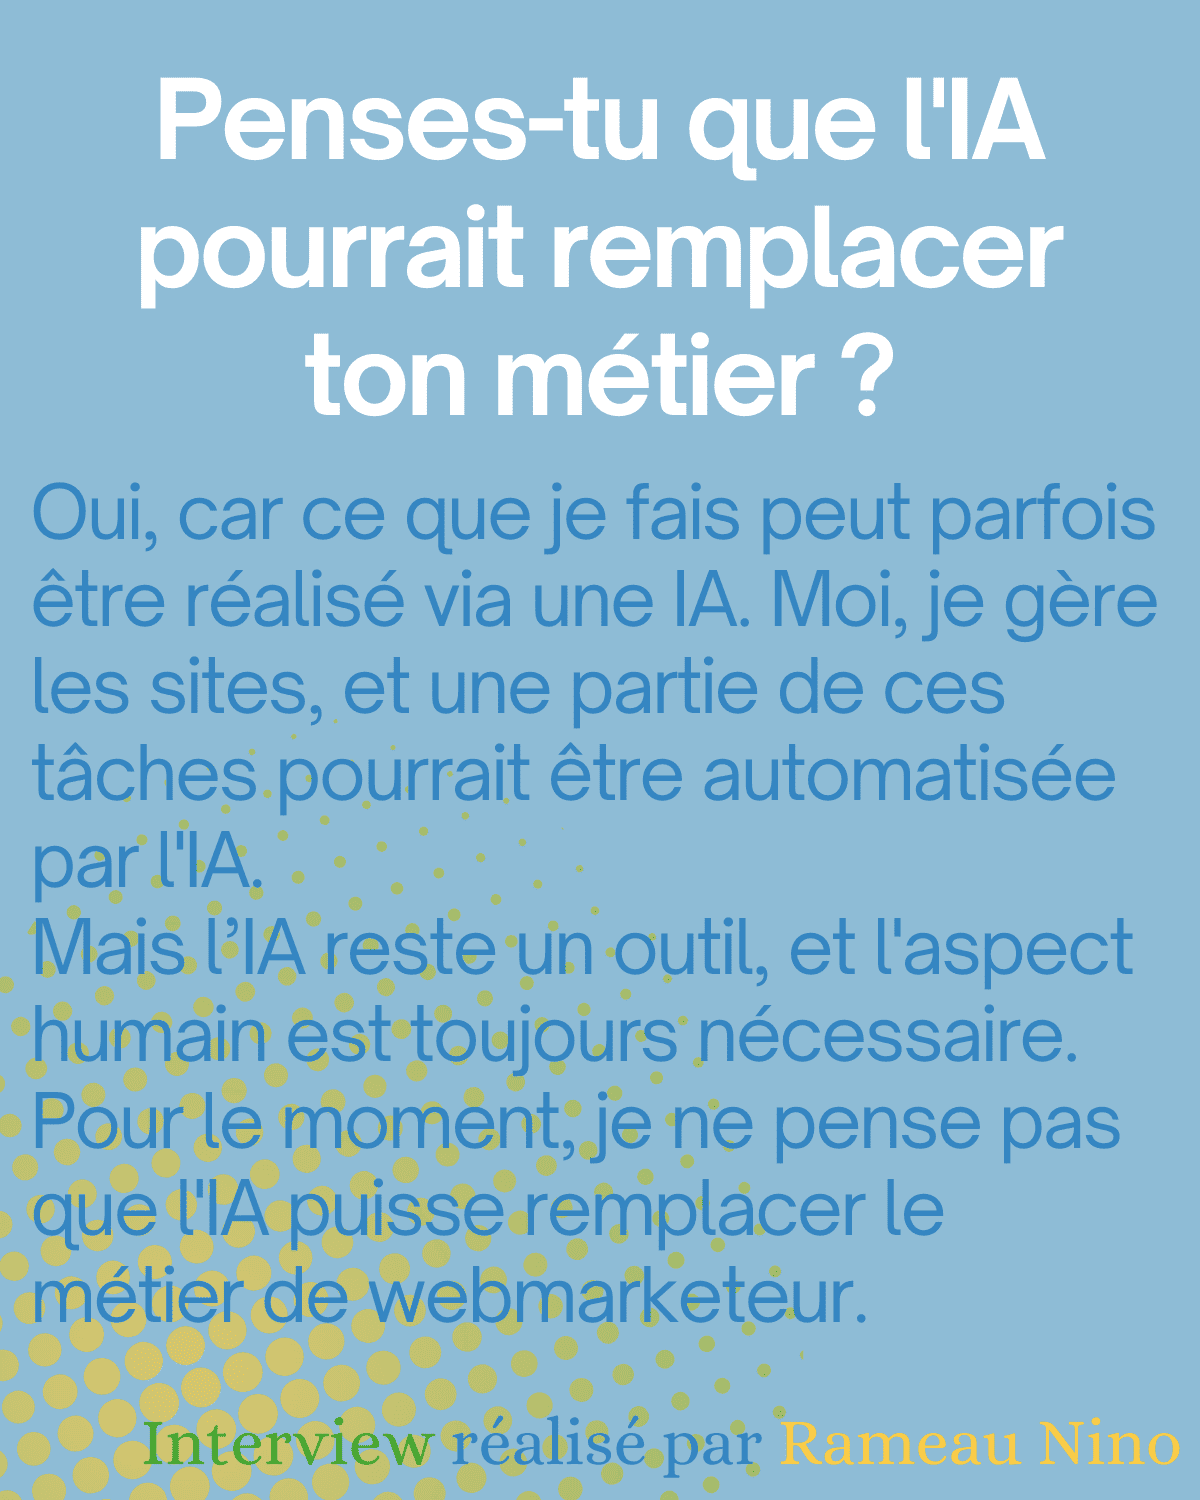 Penses-tu que l'IA
pourrait remplacer
ton métier ?
Oui, car ce que je fais peut parfois
être réalisé via une IA. Moi, je gère
les sites, et une partie de ces
tâches pourrait être automatisée
par l'IA.
Mais l’IA reste un outil, et l'aspect
humain est toujours nécessaire.
Pour le moment, je ne pense pas
que l'IA puisse remplacer le
métier de webmarketeur.
Interview réalisé par Rameau Nino